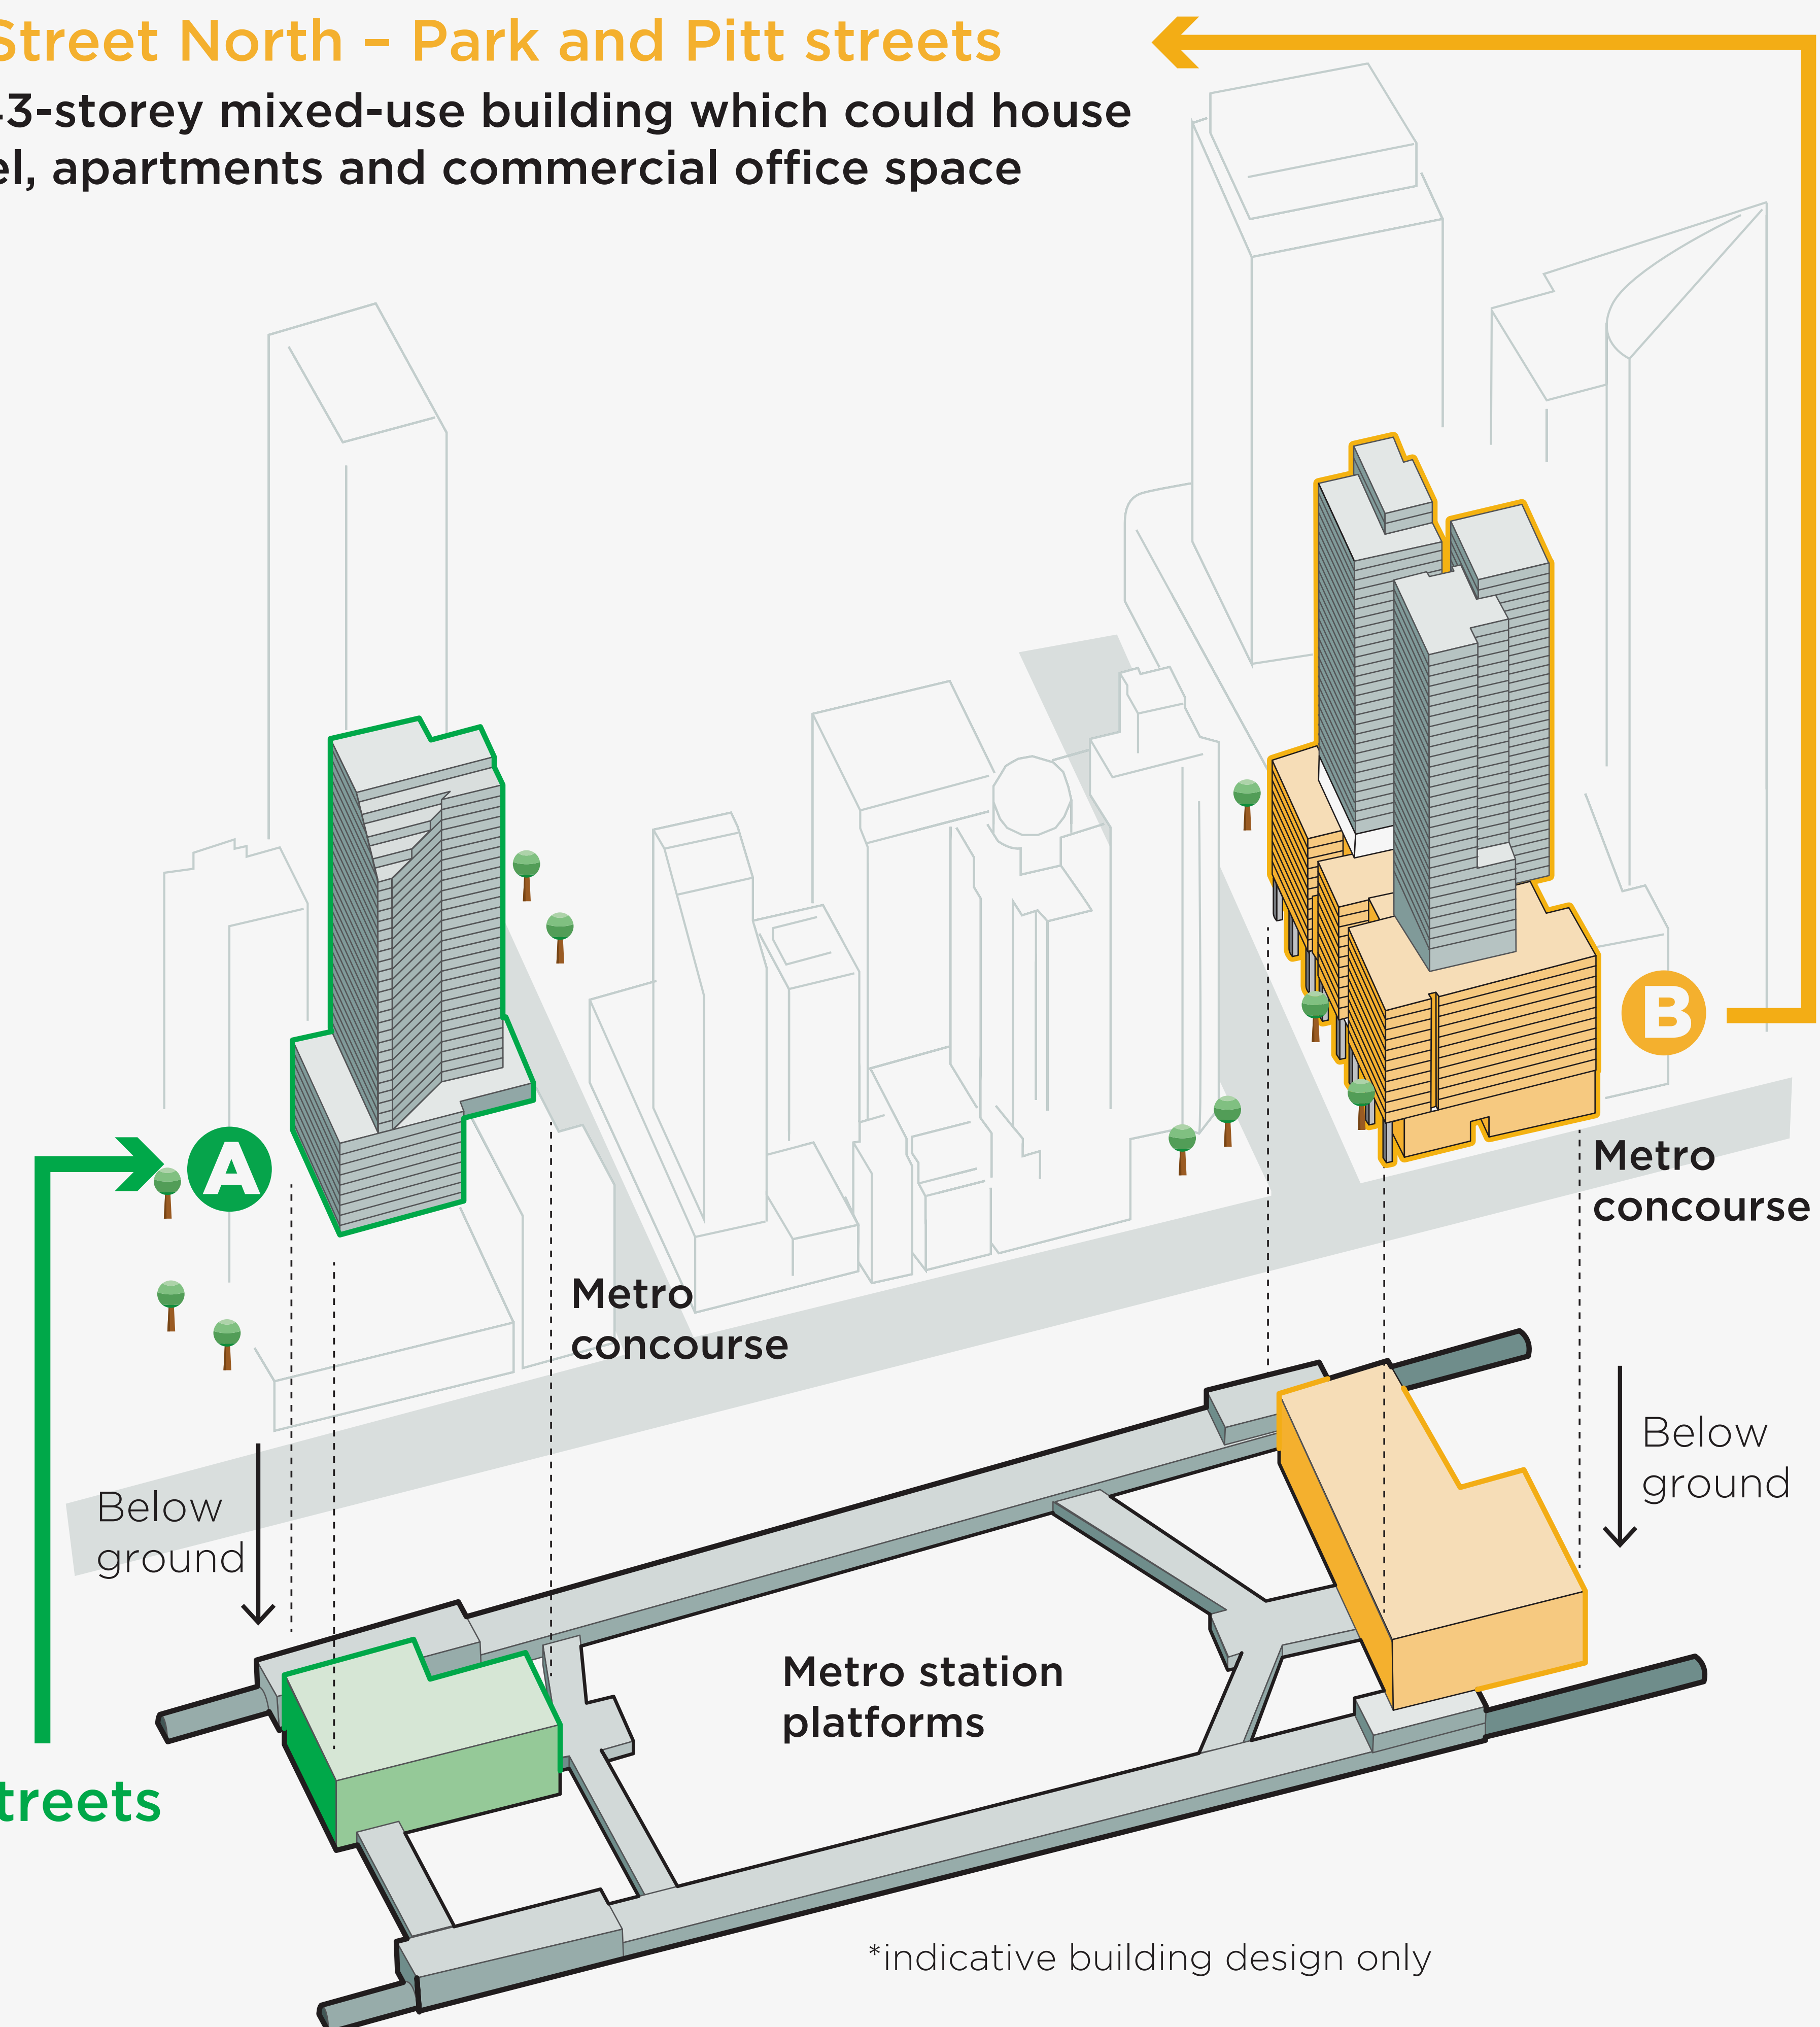 Street North – Park and Pitt streets
43-storey mixed-use building which could house
el, apartments and commercial office space
B
A
Metro
concourse
Metro
concourse
Below
ground
Below
ground
Metro station
platforms
treets
*indicative building design only